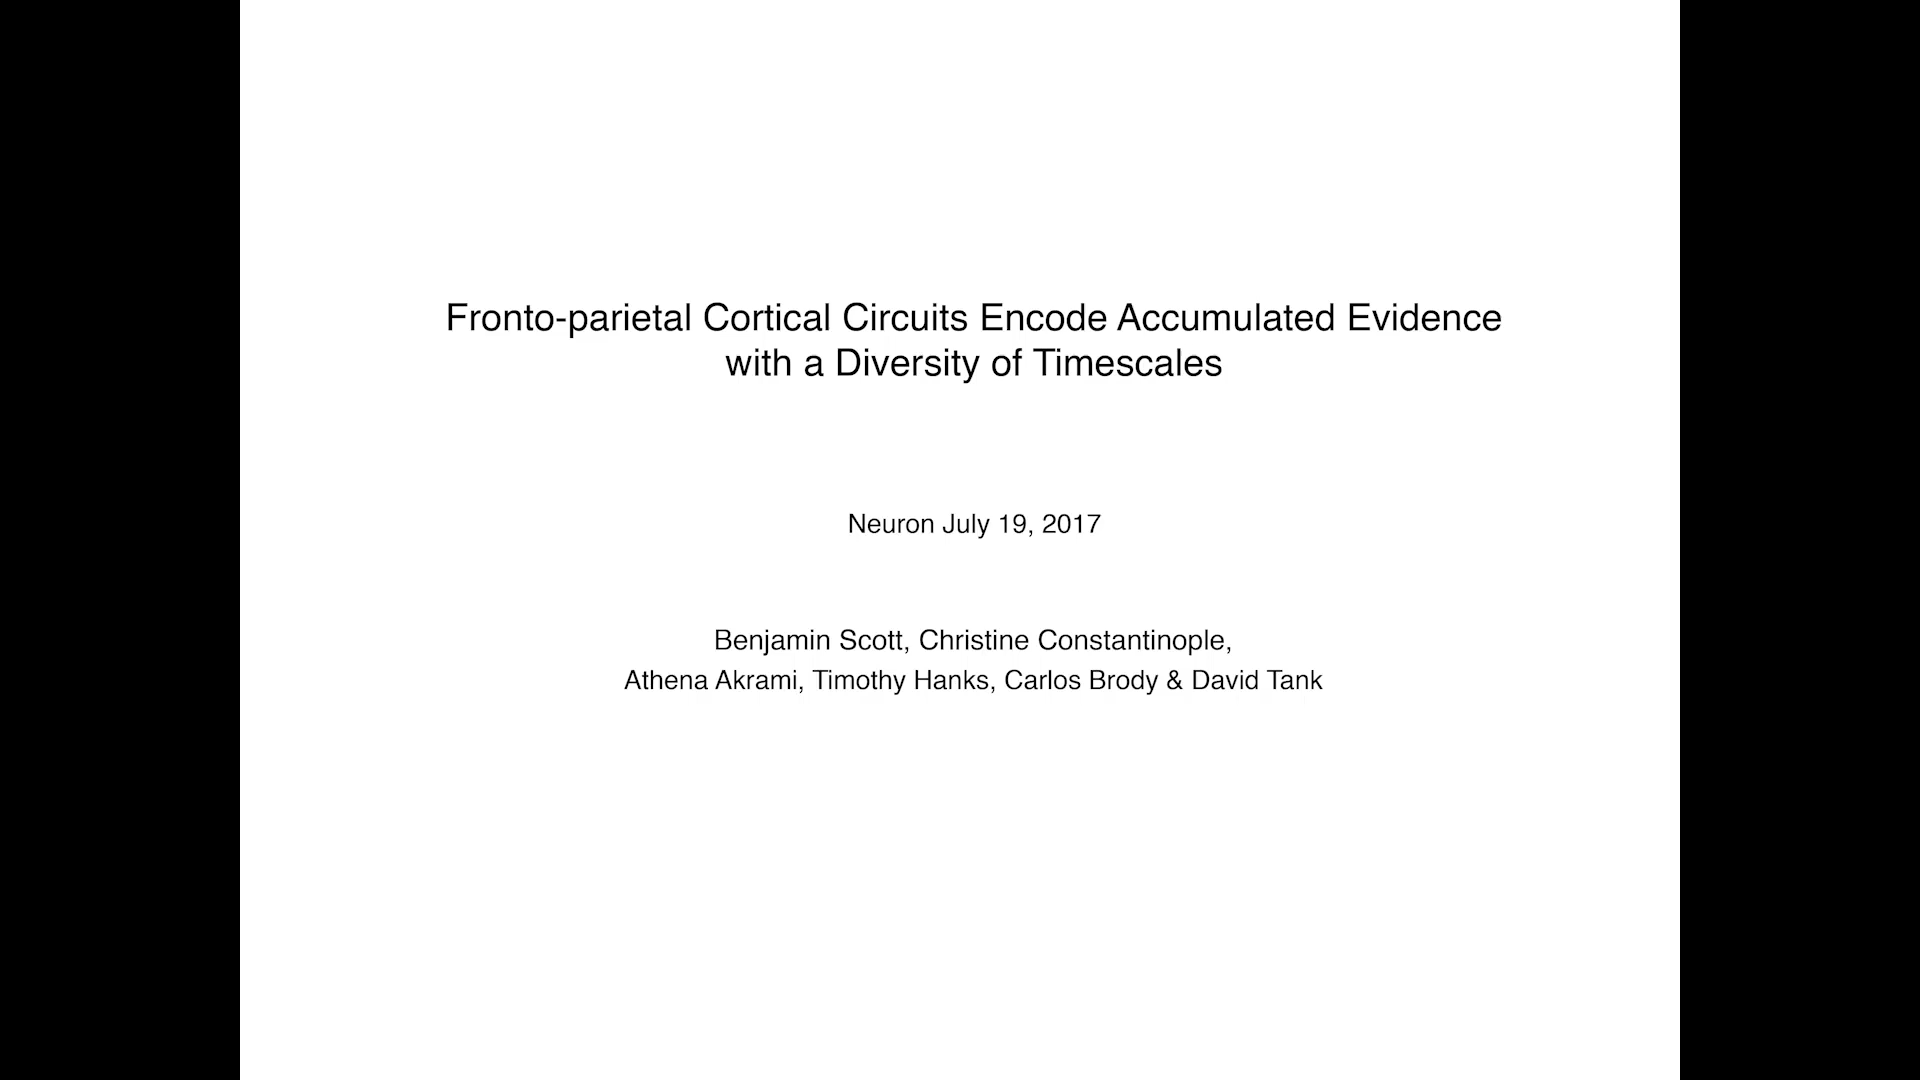 Fronto-parietal Cortical Circuits Encode Accumulated Evidence
with a Diversity of Timescales
Neuron July 19, 2017
Benjamin Scott, Christine Constantinople,
Athena Akrami, Timothy Hanks, Carlos Brody & David Tank